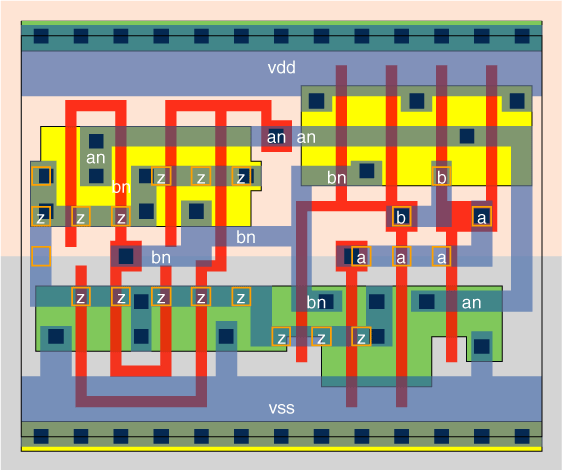 vdd
an an
an
bn z z z bn b
z z z b a
bn
bn a a a
z z z z z bn an
z z z
vss